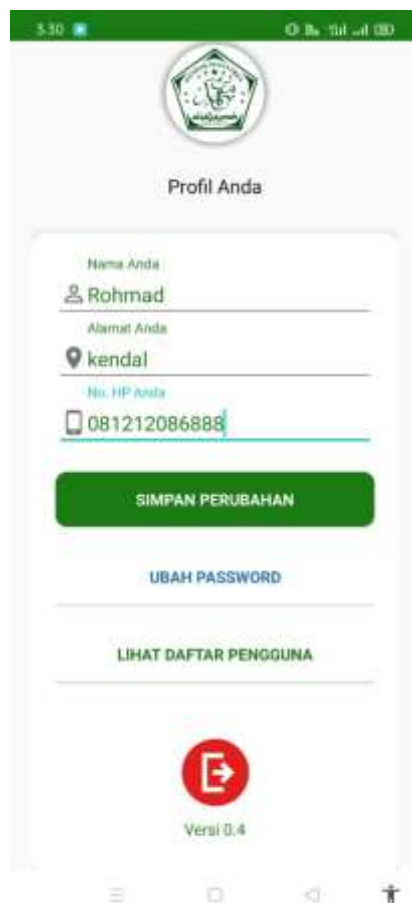 3.30
Profil Anda
Nama Anda
Rohmad
Alamat Anda
kendal
No. HP Anda
081212086888
SIMPAN PERUBAHAN
UBAH PASSWORD
LIHAT DAFTAR PENGGUNA
Versi 0.4